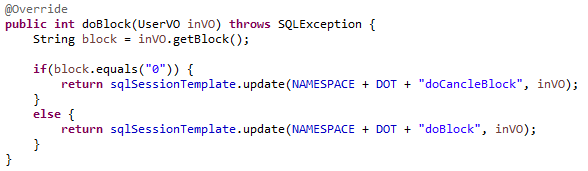 @Override
public int doBlock(UserVO inVO) throws SQLException {
    String block = inVO.getBlock();

    if(block.equals("0")) {
        return sqlSessionTemplate.update(NAMESPACE + DOT + "doCancleBlock", inVO);
    }
    else {
        return sqlSessionTemplate.update(NAMESPACE + DOT + "doBlock", inVO);
    }
}